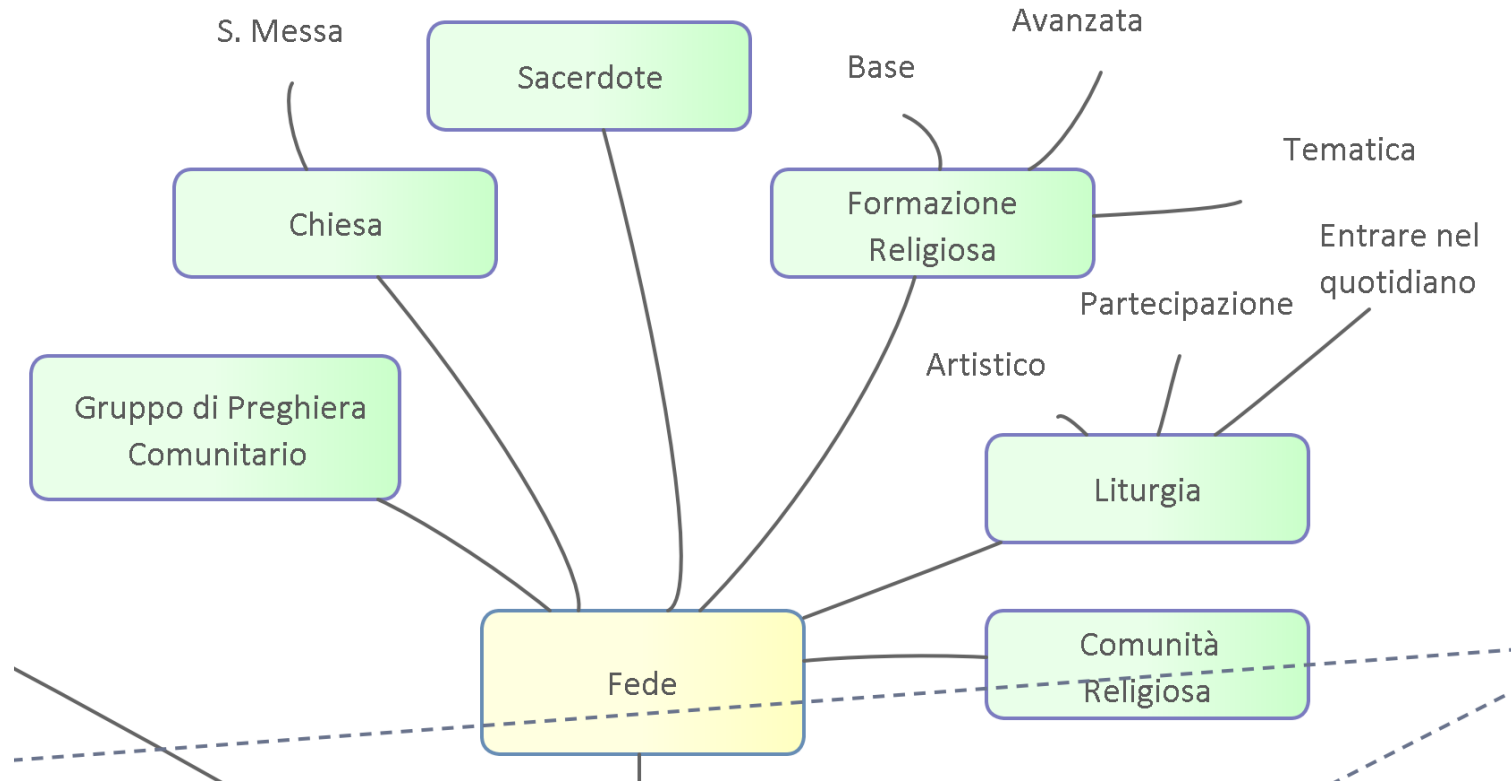 S. Messa
Sacerdote
Avanzata
Base
Tematica
Chiesa
Formazione
Religiosa
Entrare nel
quotidiano
Partecipazione
Artistico
Gruppo di Preghiera
Comunitario
Liturgia
Fede
Comunità
Religiosa